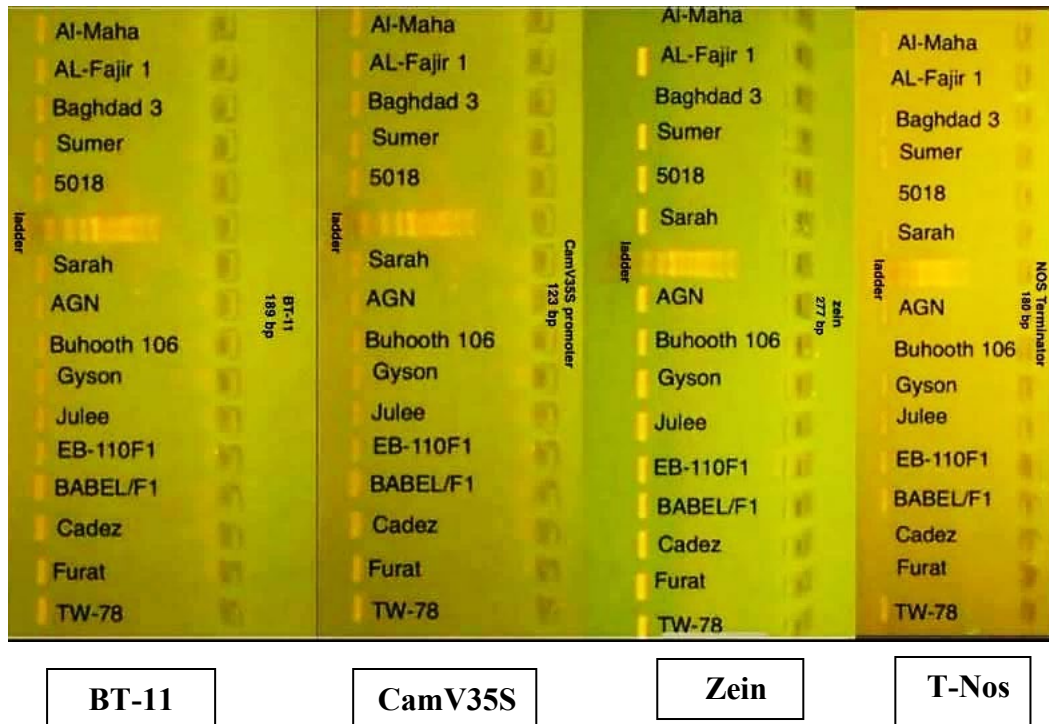 Al-Maha
AL-Fajir 1
Baghdad 3
Sumer
5018
ladder
Sarah
AGN
Buhooth 106
Gyson
Julee
EB-110F1
BABEL/F1
Cadez
Furat
TW-78
BT-11
189 bp
Al-Maha
AL-Fajir 1
Baghdad 3
Sumer
5018
ladder
Sarah
AGN
Buhooth 106
Gyson
Julee
EB-110F1
BABEL/F1
Cadez
Furat
TW-78
CamV35S promoter
123 bp
Al-Maha
AL-Fajir 1
Baghdad 3
Sumer
5018
Sarah
ladder
AGN
Buhooth 106
Gyson
Julee
EB-110F1
BABEL/F1
Cadez
Furat
TW-78
zein
277 bp
Al-Maha
AL-Fajir 1
Baghdad 3
Sumer
5018
Sarah
ladder
AGN
Buhooth 106
Gyson
Julee
EB-110F1
BABEL/F1
Cadez
Furat
TW-78
NOS Terminator
180 bp
BT-11
CamV35S
Zein
T-Nos